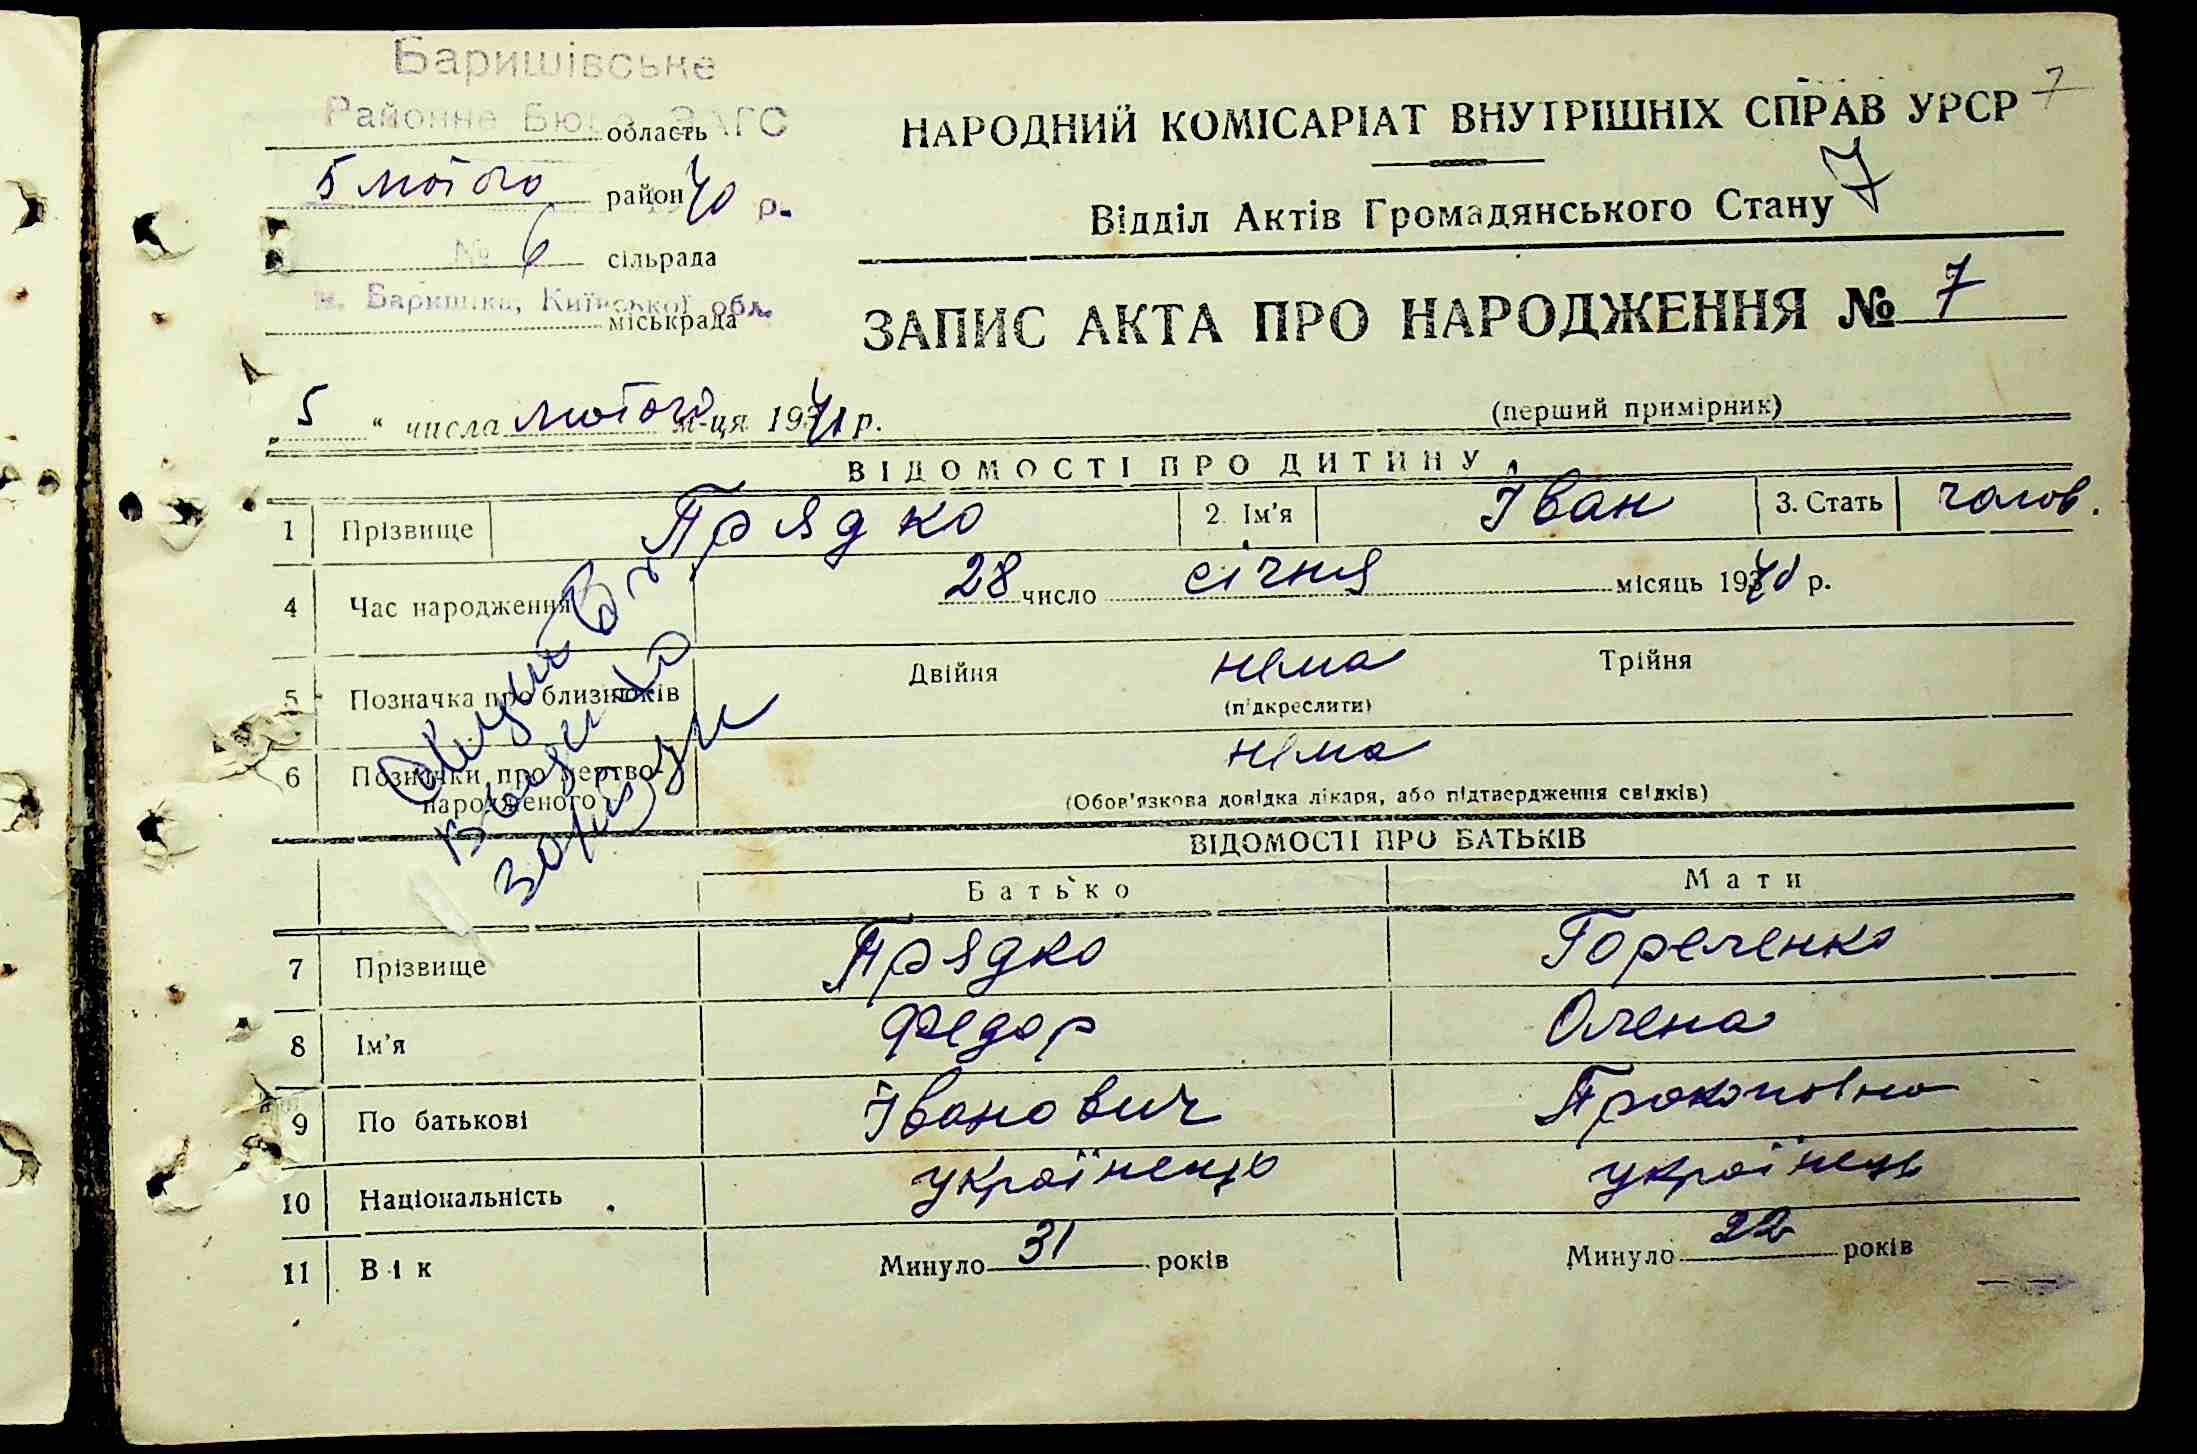 Баришівське
Районне Бюро ЗАГС
область
5 лютого район 40 р.
№ 6 сільрада
м. Баришівка, Київської обл.
міськрада
7
НАРОДНИЙ КОМІСАРІАТ ВНУТРІШНІХ СПРАВ УРСР
Відділ Актів Громадянського Стану 7
ЗАПИС АКТА ПРО НАРОДЖЕННЯ № 7
„ 5 “ числа лютого м-ця 1940 р.
(перший примірник)
ВІДОМОСТІ ПРО ДИТИНУ
1 Прізвище Прядко 2. Ім'я Іван 3. Стать чолов.
4 Час народження 28 число січня місяць 1940 р.
5 Позначка про близнюків Двійня нема Трійня
(підкреслити)
6 Позначки про мертво- нема
народженого (Обов'язкова довідка лікаря, або підтвердження свідків)
ВІДОМОСТІ ПРО БАТЬКІВ
Батько Мати
7 Прізвище Прядко Гореленко
8 Ім'я Федор Олена
9 По батькові Іванович Прокопівна
10 Національність українець українець
11 Вік Минуло 31 років Минуло 22 років